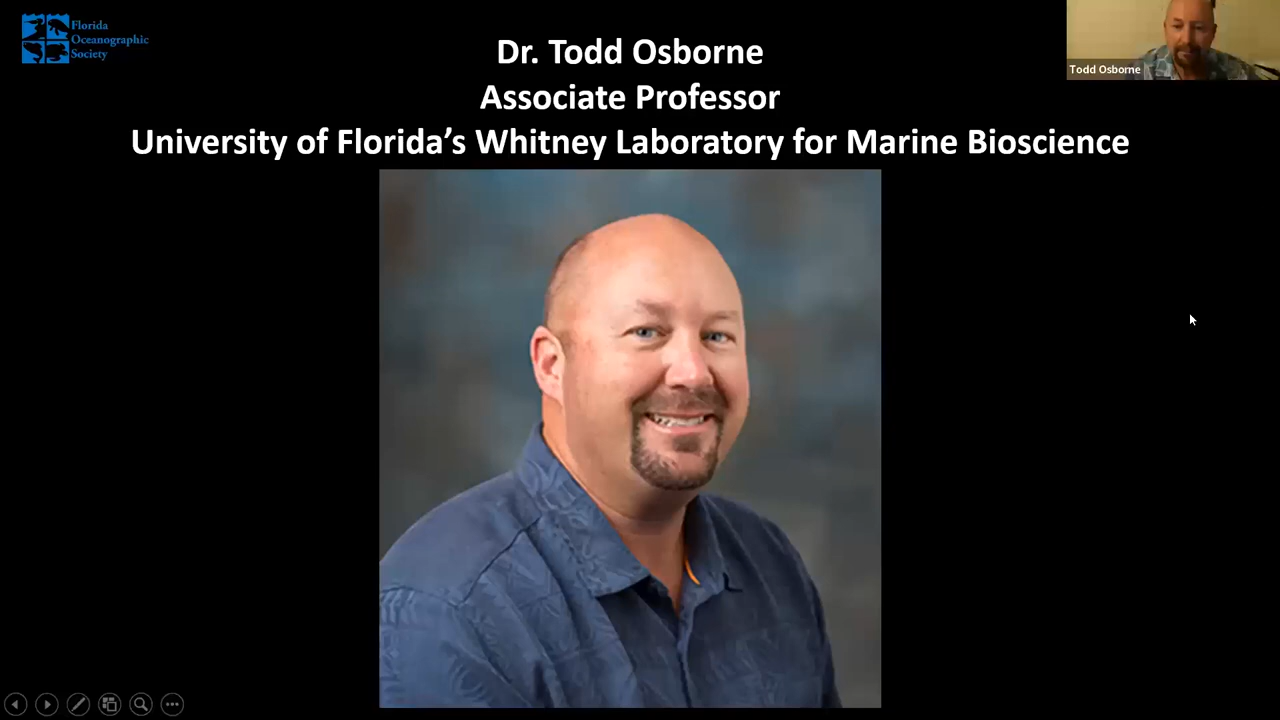 Florida
Oceanographic
Society
Dr. Todd Osborne
Associate Professor
University of Florida’s Whitney Laboratory for Marine Bioscience
Todd Osborne